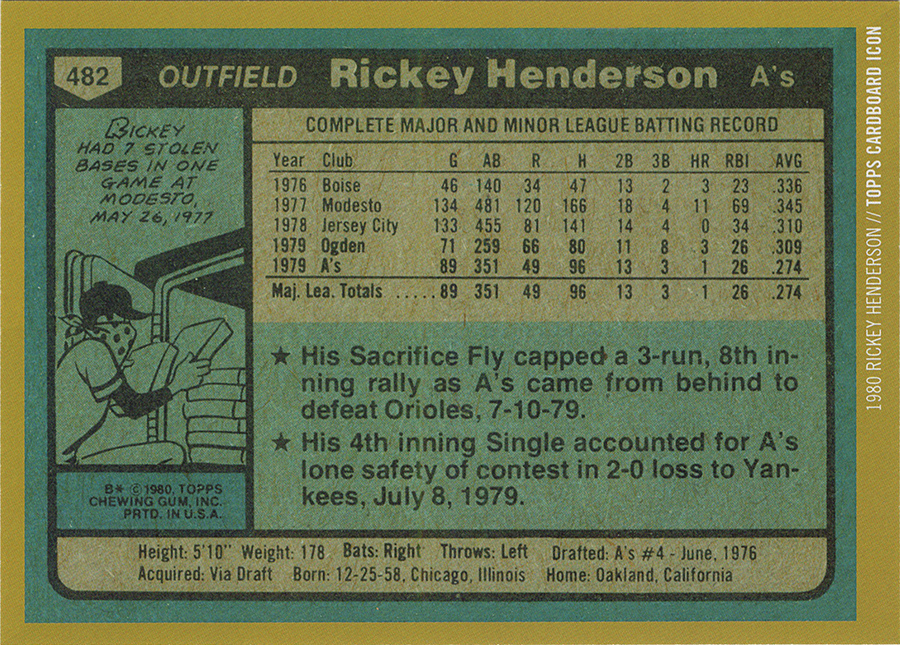 482 OUTFIELD Rickey Henderson A's
RICKEY
HAD 7 STOLEN
BASES IN ONE
GAME AT
MODESTO,
MAY 26, 1977
B* © 1980, TOPPS
CHEWING GUM, INC.
PRTD. IN U.S.A.
COMPLETE MAJOR AND MINOR LEAGUE BATTING RECORD
Year Club G AB R H 2B 3B HR RBI AVG
1976 Boise 46 140 34 47 13 2 3 23 .336
1977 Modesto 134 481 120 166 18 4 11 69 .345
1978 Jersey City 133 455 81 141 14 4 0 34 .310
1979 Ogden 71 259 66 80 11 8 3 26 .309
1979 A's 89 351 49 96 13 3 1 26 .274
Maj. Lea. Totals .....89 351 49 96 13 3 1 26 .274
★ His Sacrifice Fly capped a 3-run, 8th in-
ning rally as A's came from behind to
defeat Orioles, 7-10-79.
★ His 4th inning Single accounted for A's
lone safety of contest in 2-0 loss to Yan-
kees, July 8, 1979.
Height: 5'10" Weight: 178 Bats: Right Throws: Left Drafted: A's #4 - June, 1976
Acquired: Via Draft Born: 12-25-58, Chicago, Illinois Home: Oakland, California
1980 RICKEY HENDERSON // TOPPS CARDBOARD ICON